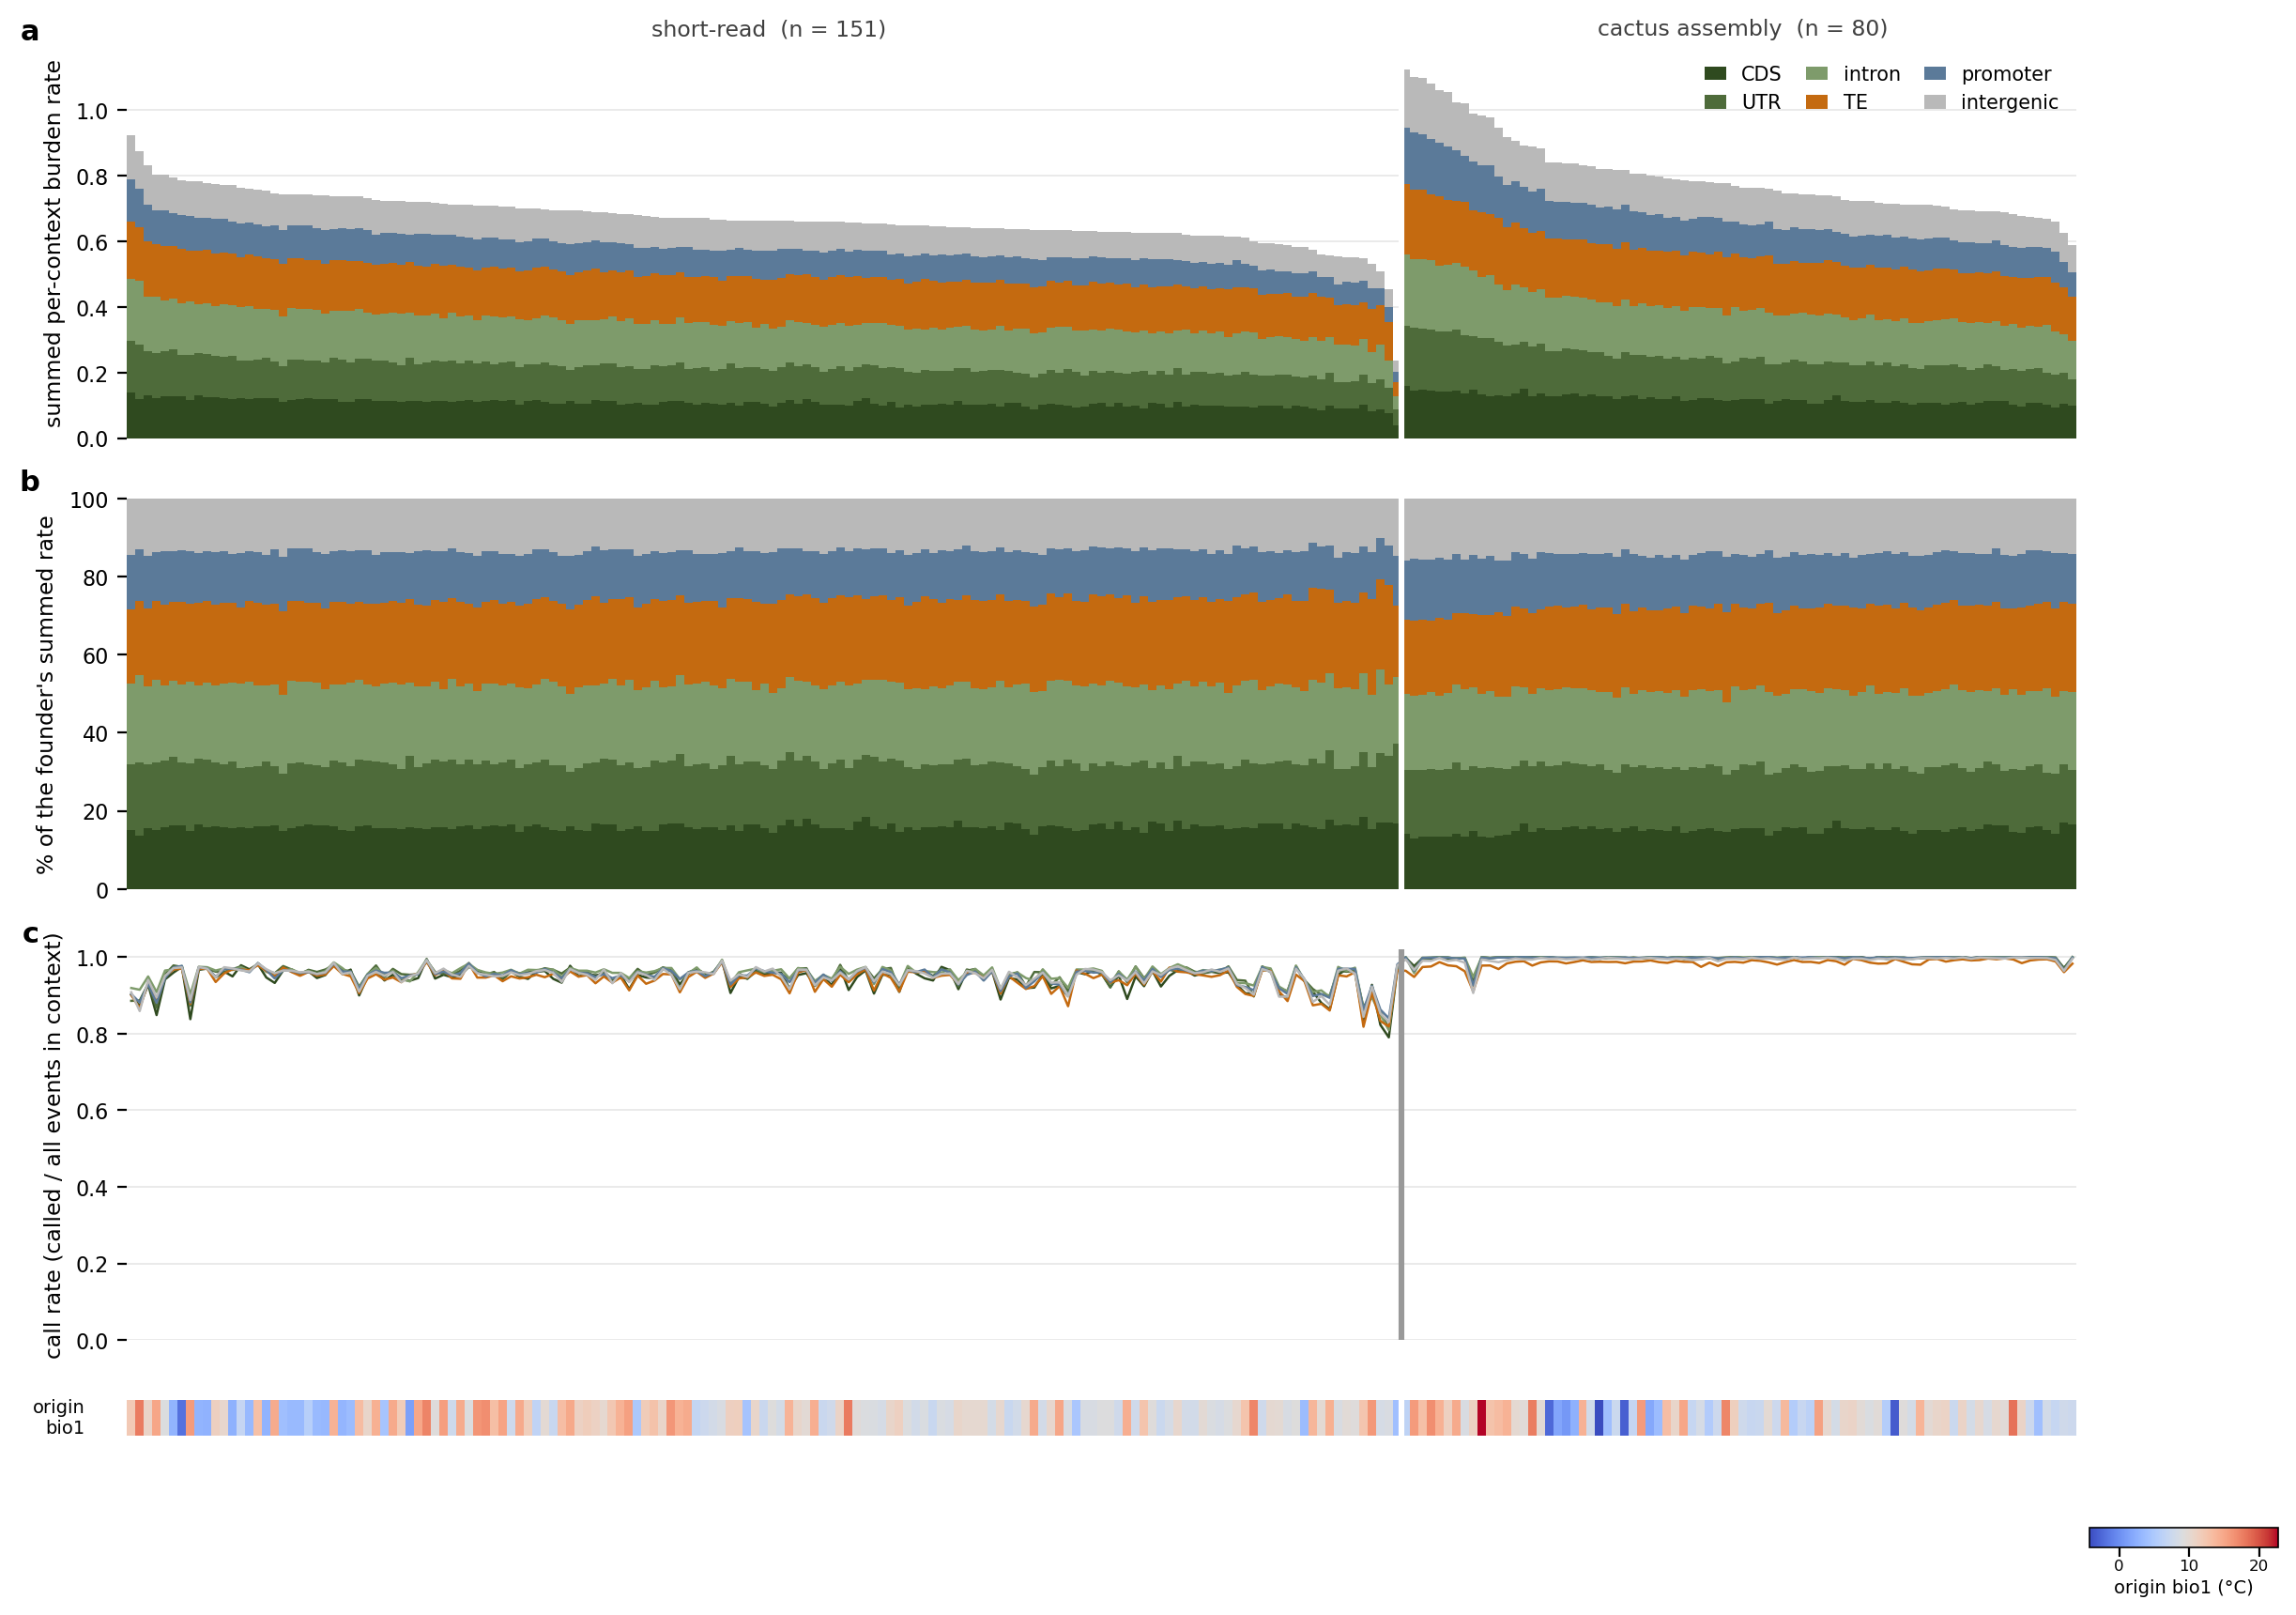 a
short-read (n = 151)
cactus assembly (n = 80)
summed per-context burden rate
1.0
0.8
0.6
0.4
0.2
0.0
CDS
intron
promoter
UTR
TE
intergenic
b
% of the founder's summed rate
100
80
60
40
20
0
c
call rate (called / all events in context)
1.0
0.8
0.6
0.4
0.2
0.0
origin
bio1
0
10
20
origin bio1 (°C)